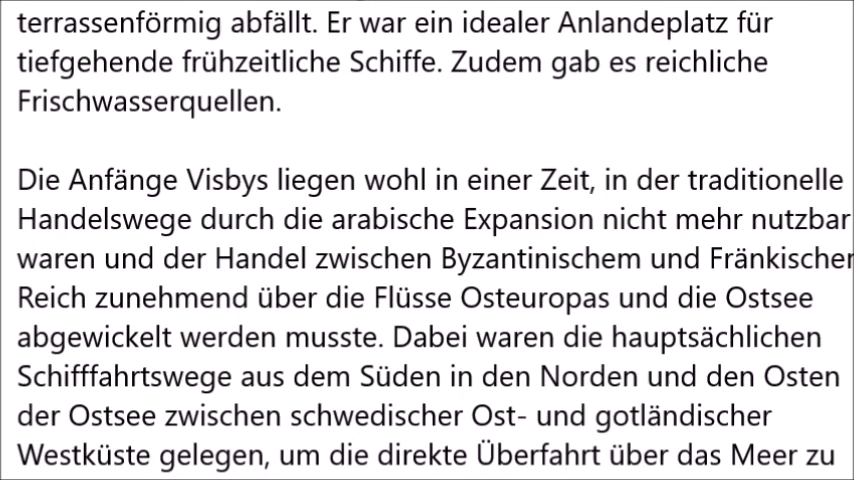 terrassenförmig abfällt. Er war ein idealer Anlandeplatz für
tiefgehende frühzeitliche Schiffe. Zudem gab es reichliche
Frischwasserquellen.
Die Anfänge Visbys liegen wohl in einer Zeit, in der traditionelle
Handelswege durch die arabische Expansion nicht mehr nutzbar
waren und der Handel zwischen Byzantinischem und Fränkischer
Reich zunehmend über die Flüsse Osteuropas und die Ostsee
abgewickelt werden musste. Dabei waren die hauptsächlichen
Schifffahrtswege aus dem Süden in den Norden und den Osten
der Ostsee zwischen schwedischer Ost- und gotländischer
Westküste gelegen, um die direkte Überfahrt über das Meer zu